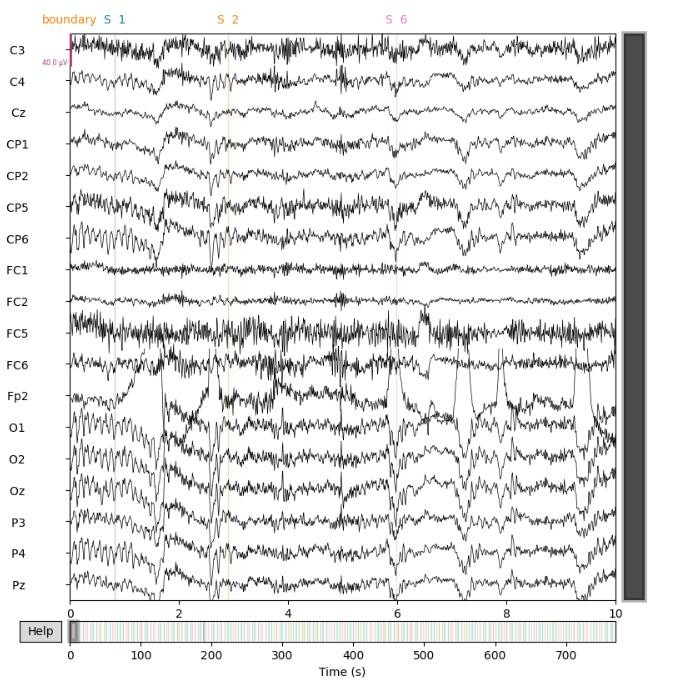 boundary S 1 S 2 S 6
C3
40.0 µV
C4
Cz
CP1
CP2
CP5
CP6
FC1
FC2
FC5
FC6
Fp2
O1
O2
Oz
P3
P4
Pz
0 2 4 6 8 10
Help
0 100 200 300 400 500 600 700
Time (s)